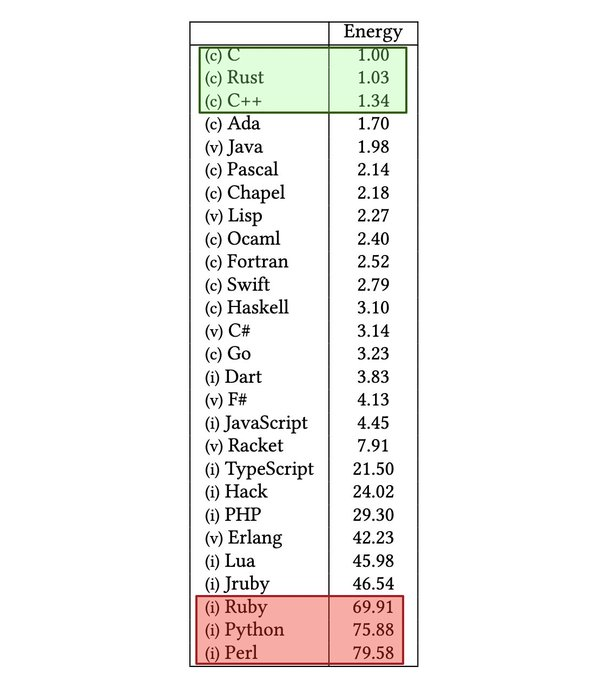 Energy
(c) C 1.00
(c) Rust 1.03
(c) C++ 1.34
(c) Ada 1.70
(v) Java 1.98
(c) Pascal 2.14
(c) Chapel 2.18
(v) Lisp 2.27
(c) Ocaml 2.40
(c) Fortran 2.52
(c) Swift 2.79
(c) Haskell 3.10
(v) C# 3.14
(c) Go 3.23
(i) Dart 3.83
(v) F# 4.13
(i) JavaScript 4.45
(v) Racket 7.91
(i) TypeScript 21.50
(i) Hack 24.02
(i) PHP 29.30
(v) Erlang 42.23
(i) Lua 45.98
(i) Jruby 46.54
(i) Ruby 69.91
(i) Python 75.88
(i) Perl 79.58